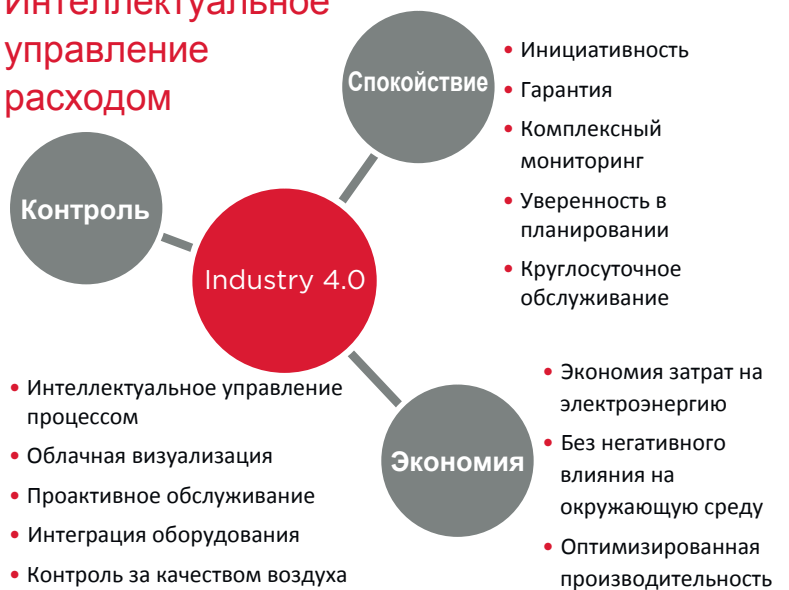 Интеллектуальное
управление
расходом
Спокойствие
• Инициативность
• Гарантия
• Комплексный
мониторинг
• Уверенность в
планировании
• Круглосуточное
обслуживание
Контроль
Industry 4.0
• Интеллектуальное управление
процессом
• Облачная визуализация
• Проактивное обслуживание
• Интеграция оборудования
• Контроль за качеством воздуха
Экономия
• Экономия затрат на
электроэнергию
• Без негативного
влияния на
окружающую среду
• Оптимизированная
производительность